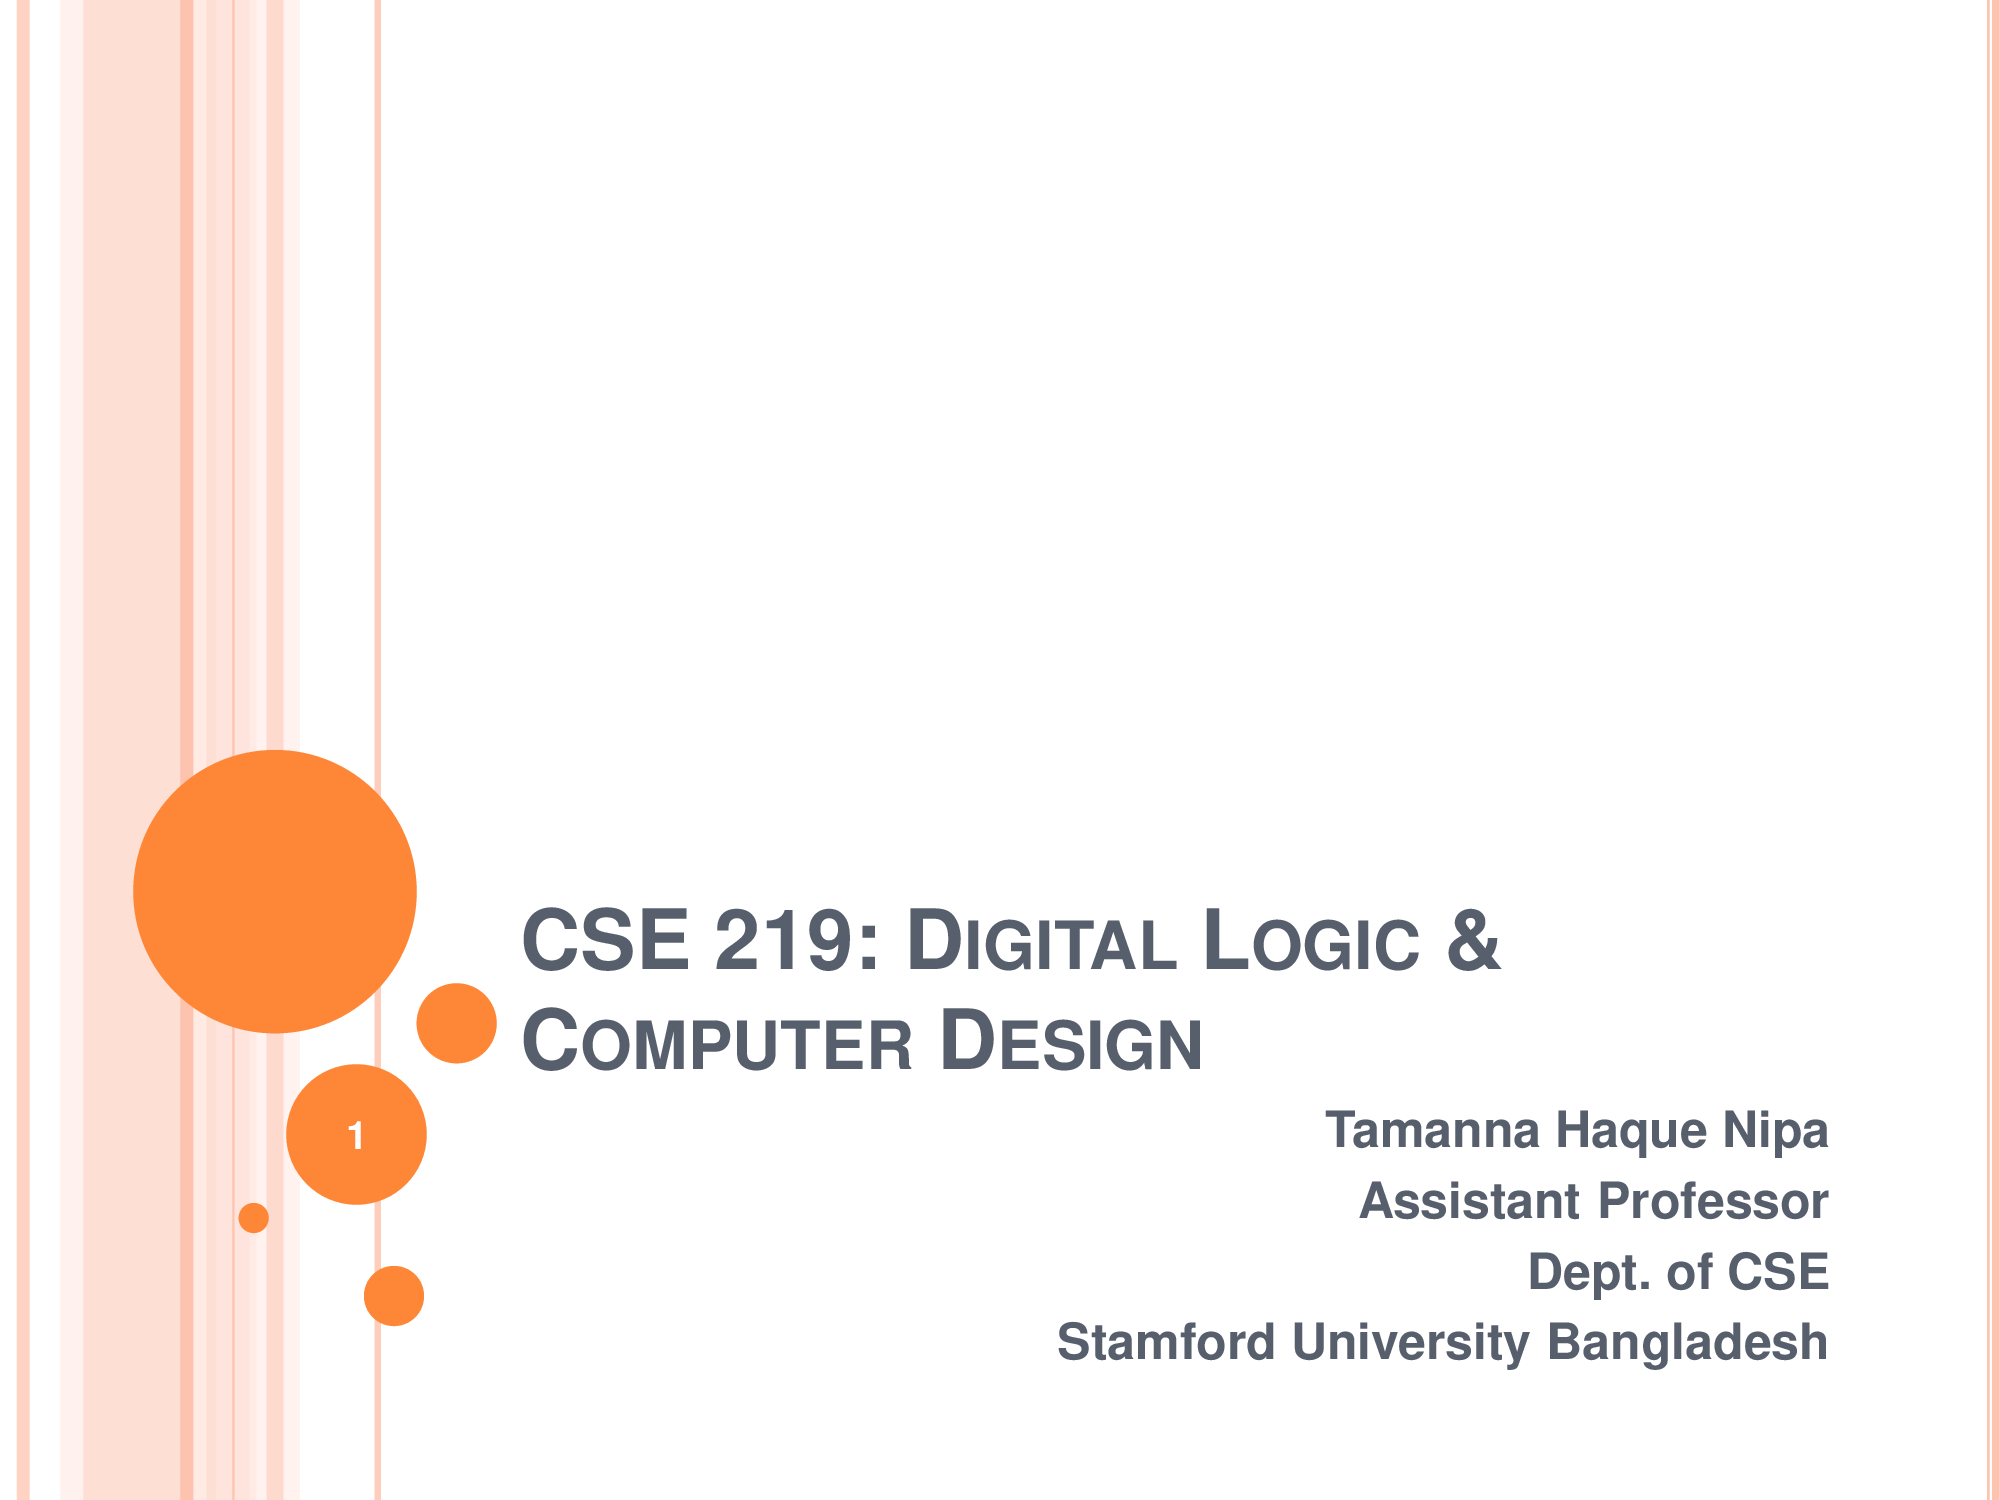 CSE 219: DIGITAL LOGIC &
COMPUTER DESIGN
1
Tamanna Haque Nipa
Assistant Professor
Dept. of CSE
Stamford University Bangladesh